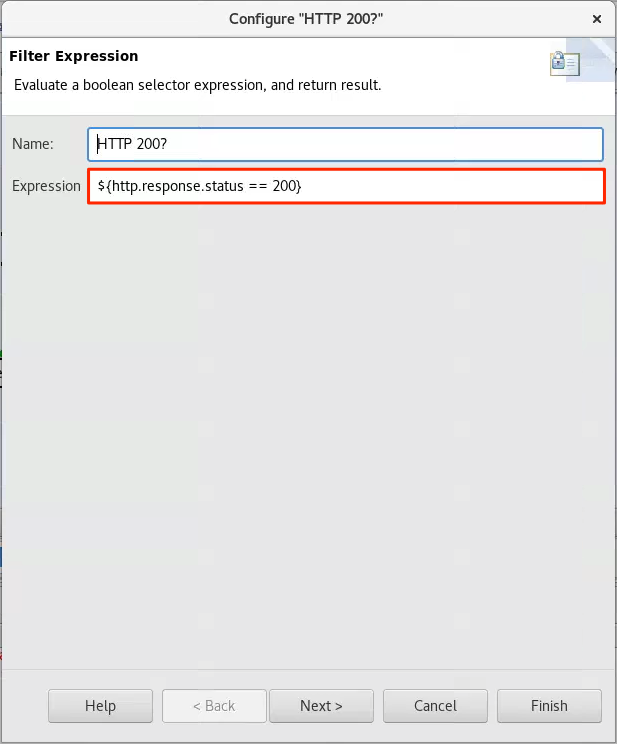 Configure "HTTP 200?"
×
Filter Expression
Evaluate a boolean selector expression, and return result.
Name: HTTP 200?
Expression ${http.response.status == 200}
Help < Back Next > Cancel Finish